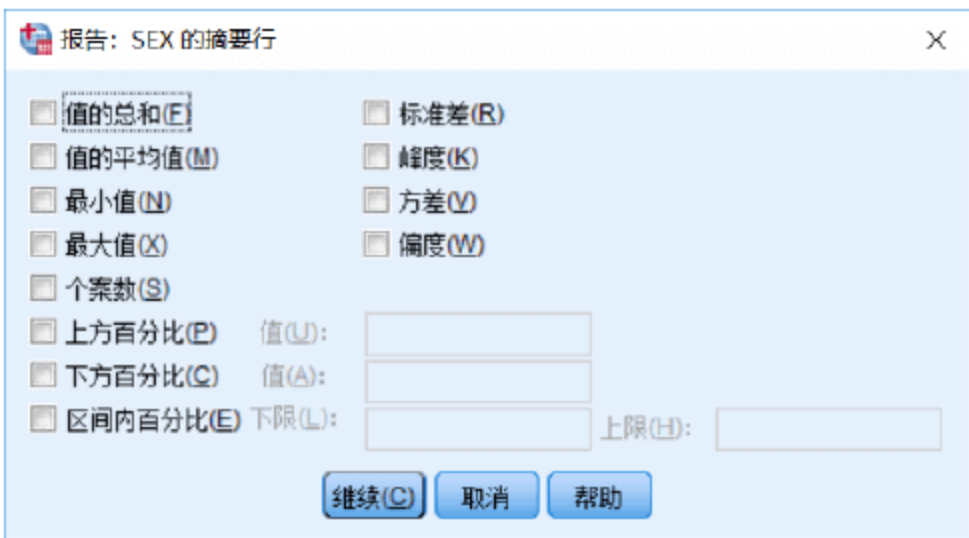 报告：SEX 的摘要行
值的总和(F) 标准差(R)
值的平均值(M) 峰度(K)
最小值(N) 方差(V)
最大值(X) 偏度(W)
个案数(S)
上方百分比(P) 值(U)：
下方百分比(C) 值(A)：
区间内百分比(E) 下限(L)： 上限(H)：
继续(C) 取消 帮助